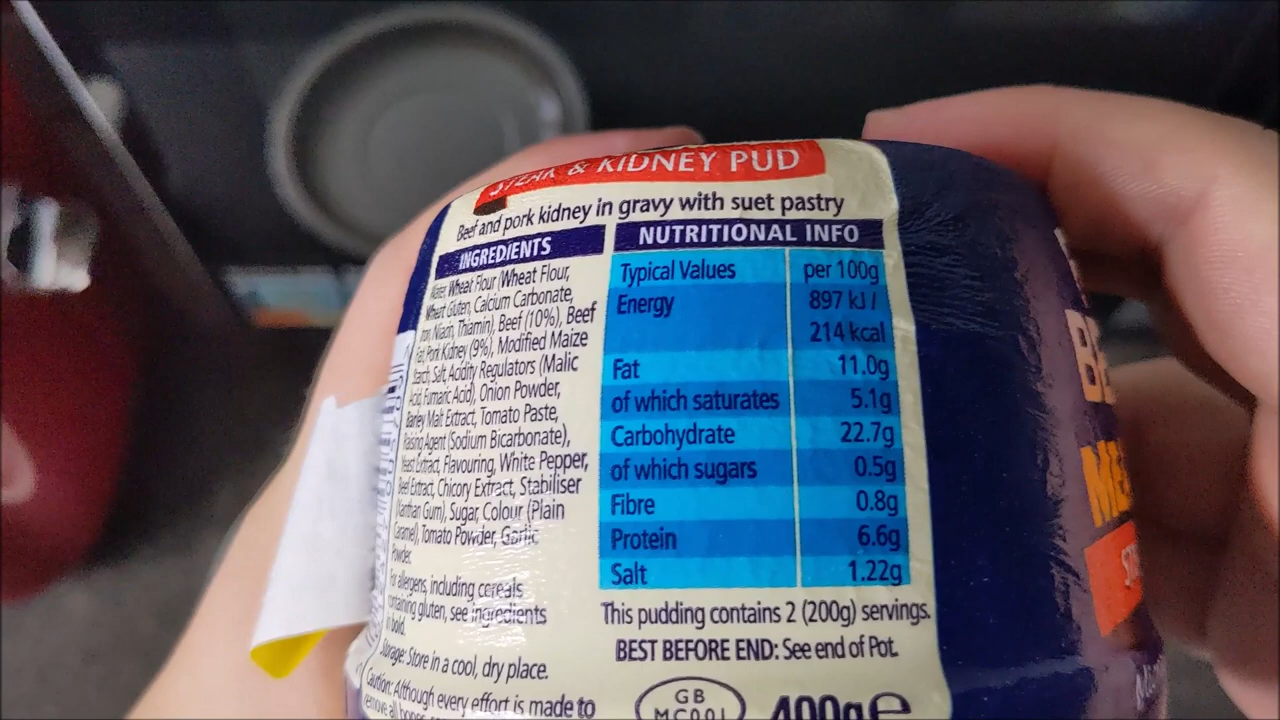 STEAK & KIDNEY PUD
Beef and pork kidney in gravy with suet pastry
INGREDIENTS
Water, Wheat Flour (Wheat Flour,
Wheat Gluten, Calcium Carbonate,
Iron, Niacin, Thiamin), Beef (10%), Beef
Fat, Pork Kidney (9%), Modified Maize
Starch, Salt, Acidity Regulators (Malic
Acid, Fumaric Acid), Onion Powder,
Barley Malt Extract, Tomato Paste,
Raising Agent (Sodium Bicarbonate),
Yeast Extract, Flavouring, White Pepper,
Beef Extract, Chicory Extract, Stabiliser
(Xanthan Gum), Sugar, Colour (Plain
Caramel), Tomato Powder, Garlic
Powder.
For allergens, including cereals
containing gluten, see ingredients
in bold.
Storage: Store in a cool, dry place.
Caution: Although every effort is made to
remove all bones
NUTRITIONAL INFO
Typical Values per 100g
Energy 897 kJ /
214 kcal
Fat 11.0g
of which saturates 5.1g
Carbohydrate 22.7g
of which sugars 0.5g
Fibre 0.8g
Protein 6.6g
Salt 1.22g
This pudding contains 2 (200g) servings.
BEST BEFORE END: See end of Pot.
GB
MC001
400g e